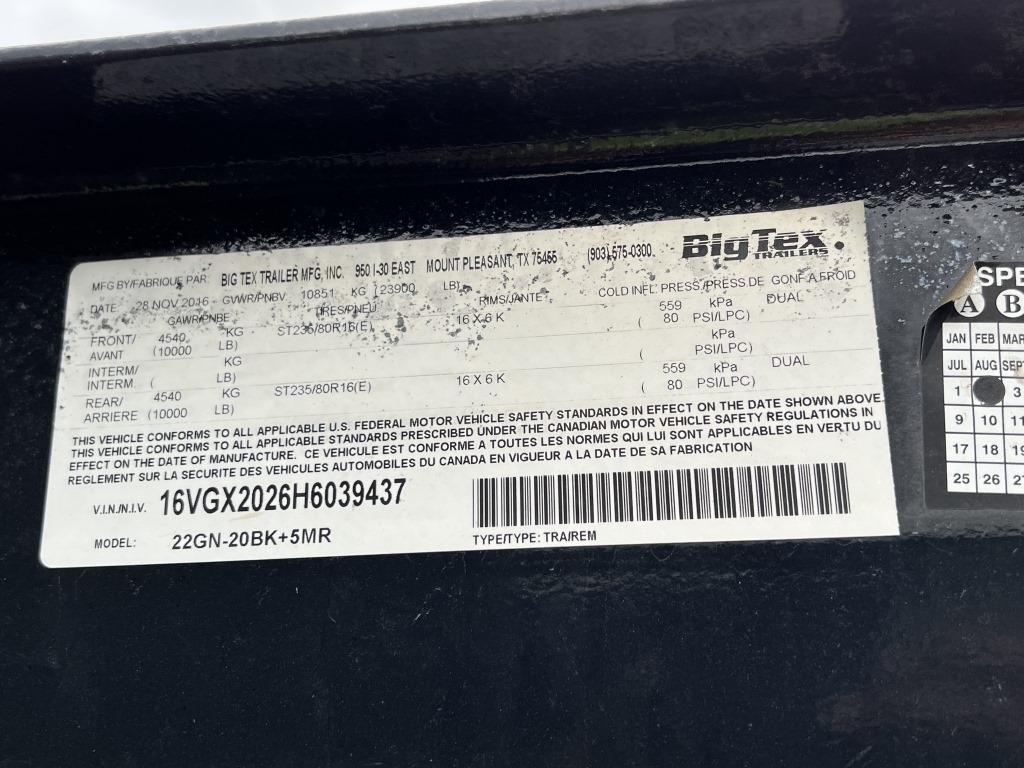 MFG BY/FABRIQUE PAR: BIG TEX TRAILER MFG, INC. 950 I-30 EAST MOUNT PLEASANT, TX 75455 (903) 575-0300 Big Tex TRAILERS
DATE: 28 NOV 2016 GVWR/PNBV 10851 KG (23900 LB)
GAWR/PNBE TIRES/PNEU RIMS/JANTE COLD INFL. PRESS/PRESS DE GONF A FROID
FRONT/ 4540 KG ST235/80R16(E) 16 X 6 K 559 kPa DUAL
AVANT (10000 LB) ( 80 PSI/LPC)
INTERM/ KG kPa
INTERM ( LB) ( PSI/LPC)
REAR/ 4540 KG ST235/80R16(E) 16 X 6 K 559 kPa DUAL
ARRIERE (10000 LB) ( 80 PSI/LPC)
THIS VEHICLE CONFORMS TO ALL APPLICABLE U.S. FEDERAL MOTOR VEHICLE SAFETY STANDARDS IN EFFECT ON THE DATE SHOWN ABOVE.
THIS VEHICLE CONFORMS TO ALL APPLICABLE STANDARDS PRESCRIBED UNDER THE CANADIAN MOTOR VEHICLE SAFETY REGULATIONS IN
EFFECT ON THE DATE OF MANUFACTURE. CE VEHICULE EST CONFORME A TOUTES LES NORMES QUI LUI SONT APPLICABLES EN VERTU DU
REGLEMENT SUR LA SECURITE DES VEHICULES AUTOMOBILES DU CANADA EN VIGUEUR A LA DATE DE SA FABRICATION
V.I.N./N.I.V. 16VGX2026H6039437
MODEL: 22GN-20BK+5MR TYPE/TYPE: TRA/REM
SPE
A B
JAN FEB MAR
JUL AUG SEP
1 3
9 10 11
17 18 19
25 26 27